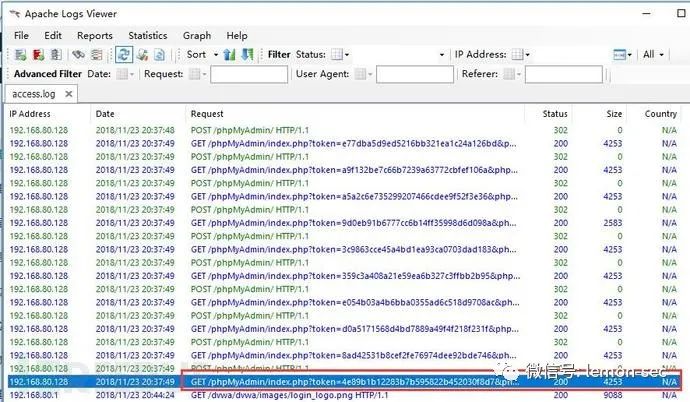 Apache Logs Viewer
File Edit Reports Statistics Graph Help
Sort Filter Status: IP Address: All
Advanced Filter Date: Request: User Agent: Referer:
access.log
IP Address Date Request Status Size Country
192.168.80.128 2018/11/23 20:37:48 POST /phpMyAdmin/ HTTP/1.1 302 0 N/A
192.168.80.128 2018/11/23 20:37:49 GET /phpMyAdmin/index.php?token=e77dba5d9ed5216bb321ea1c24a126bd&ph... 200 4253 N/A
192.168.80.128 2018/11/23 20:37:49 POST /phpMyAdmin/ HTTP/1.1 302 0 N/A
192.168.80.128 2018/11/23 20:37:49 GET /phpMyAdmin/index.php?token=a9f132be7c66b7239a63772cbfef106a&php... 200 4253 N/A
192.168.80.128 2018/11/23 20:37:49 POST /phpMyAdmin/ HTTP/1.1 302 0 N/A
192.168.80.128 2018/11/23 20:37:49 GET /phpMyAdmin/index.php?token=a5a2c6e735299207466cdee9f52f3e36&php... 200 4253 N/A
192.168.80.128 2018/11/23 20:37:49 POST /phpMyAdmin/ HTTP/1.1 302 0 N/A
192.168.80.128 2018/11/23 20:37:49 GET /phpMyAdmin/index.php?token=9d0eb91b6777cc6b14ff35998d6d098a&ph... 200 2583 N/A
192.168.80.128 2018/11/23 20:37:49 POST /phpMyAdmin/ HTTP/1.1 302 0 N/A
192.168.80.128 2018/11/23 20:37:49 GET /phpMyAdmin/index.php?token=3c9863cce45a4bd1ea93ca0703dad183&ph... 200 4253 N/A
192.168.80.128 2018/11/23 20:37:49 POST /phpMyAdmin/ HTTP/1.1 302 0 N/A
192.168.80.128 2018/11/23 20:37:49 GET /phpMyAdmin/index.php?token=359c3a408a21e59ea6b327c3ffbb2b95&php... 200 4253 N/A
192.168.80.128 2018/11/23 20:37:49 POST /phpMyAdmin/ HTTP/1.1 302 0 N/A
192.168.80.128 2018/11/23 20:37:49 GET /phpMyAdmin/index.php?token=e054b03a4b6bba0355ad6c518d9708ac&ph... 200 4253 N/A
192.168.80.128 2018/11/23 20:37:49 POST /phpMyAdmin/ HTTP/1.1 302 0 N/A
192.168.80.128 2018/11/23 20:37:49 GET /phpMyAdmin/index.php?token=d0a5171568d4bd7889a49f4f218f231f&php... 200 4253 N/A
192.168.80.128 2018/11/23 20:37:49 POST /phpMyAdmin/ HTTP/1.1 302 0 N/A
192.168.80.128 2018/11/23 20:37:49 GET /phpMyAdmin/index.php?token=8ad42531b8cef2fe76974dee92bde746&ph... 200 4253 N/A
192.168.80.128 2018/11/23 20:37:49 POST /phpMyAdmin/ HTTP/1.1 302 0 N/A
192.168.80.128 2018/11/23 20:37:49 GET /phpMyAdmin/index.php?token=4e89b1b12283b7b595822b452030f8d7&ph... 200 4253 N/A
192.168.80.1 2018/11/23 20:44:24 GET /dvwa/dvwa/images/login_logo.png HTTP/1.1 200 9088 N/A
微信号: lemon-sec